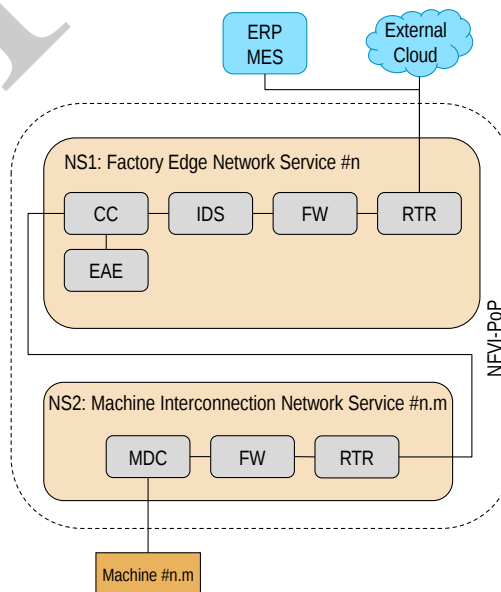 ERP
MES
External
Cloud
NS1: Factory Edge Network Service #n
CC
IDS
FW
RTR
EAE
NFVI-PoP
NS2: Machine Interconnection Network Service #n.m
MDC
FW
RTR
Machine #n.m